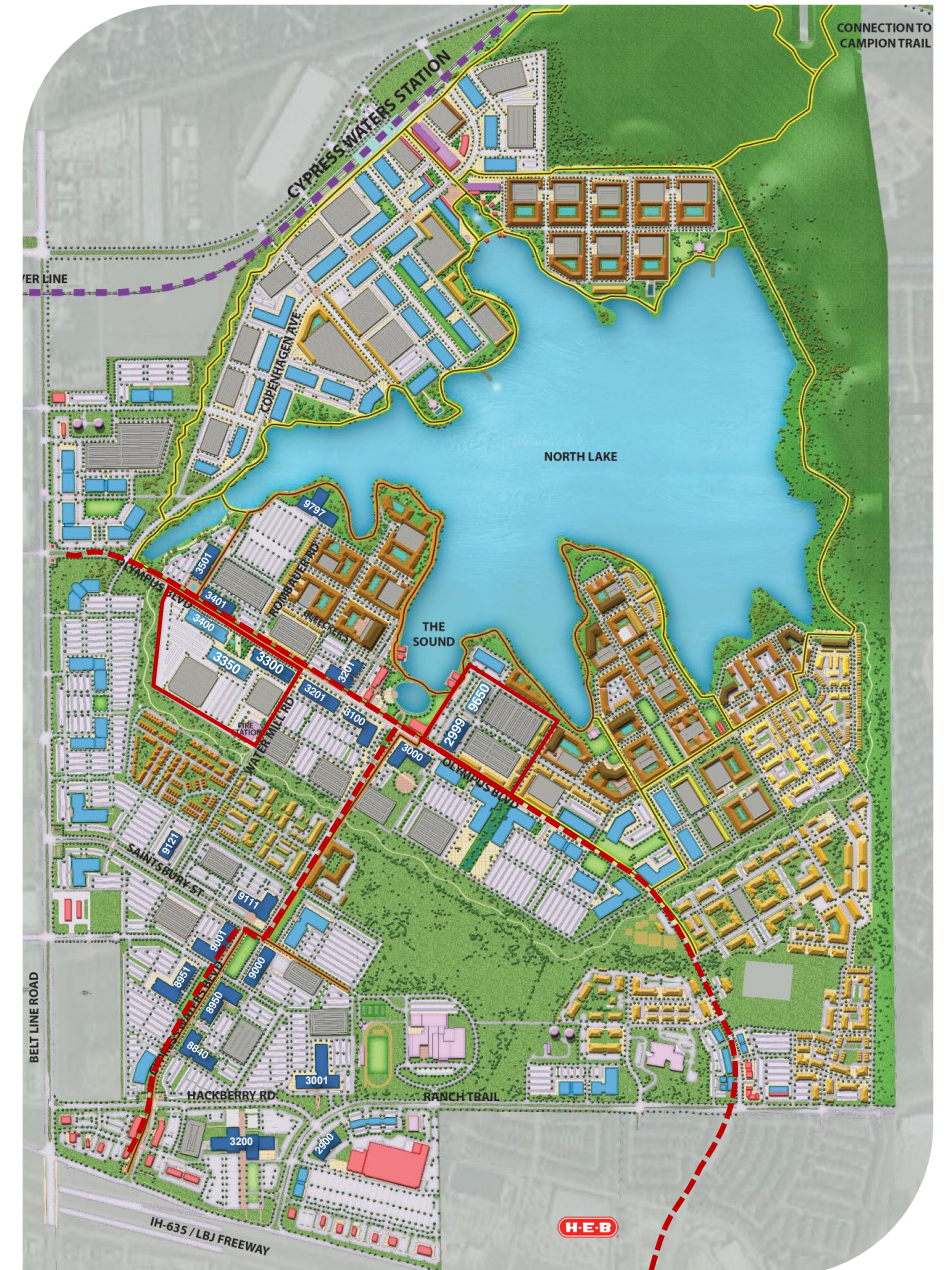 CONNECTION TO
CAMPION TRAIL
CYPRESS WATERS STATION
VER LINE
COPENHAGEN AVE
NORTH LAKE
9797
3501
OLYMPUS BLVD
3401
3400
THE
SOUND
3350
3300
3201
3201
3100
9650
2999
FIRE
STATION
WATER MILL RD
3000
OLYMPUS BLVD
9121
SAINTSBURY ST
9111
9001
9000
8951
8950
BELT LINE ROAD
8840
3001
HACKBERRY RD
RANCH TRAIL
3200
2900
IH-635 / LBJ FREEWAY
H-E-B